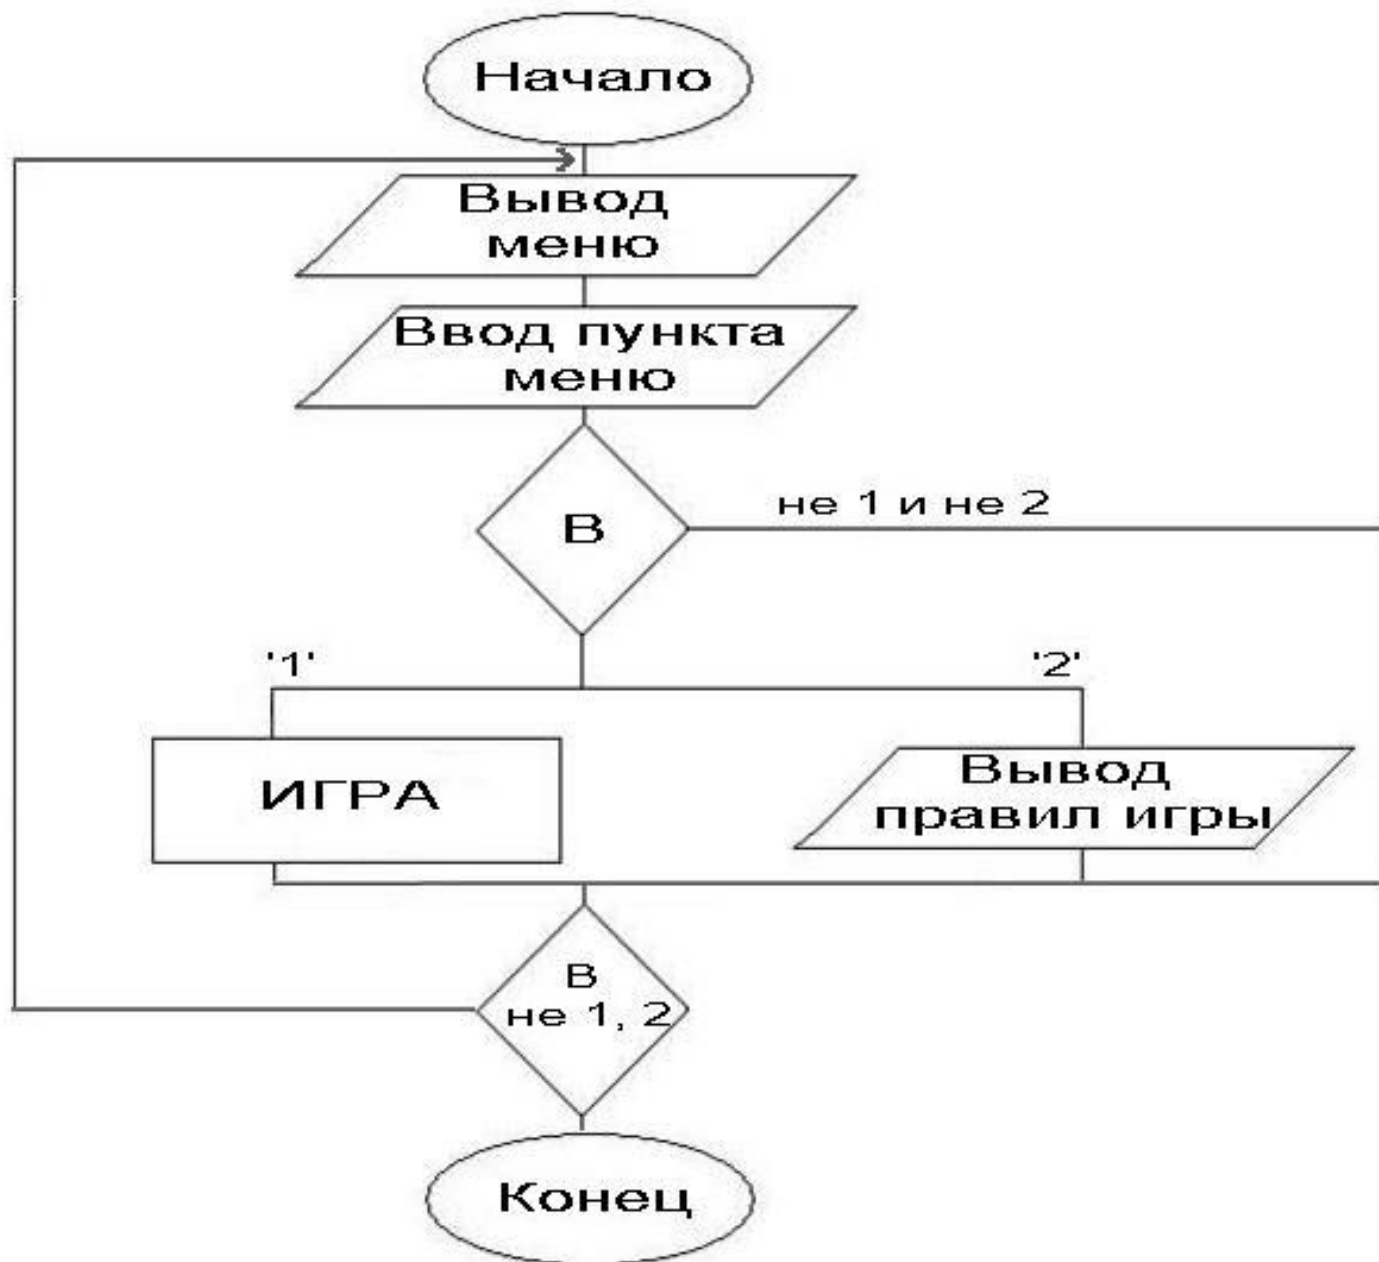 Начало
Вывод
меню
Ввод пункта
меню
В
не 1 и не 2
'1'
'2'
ИГРА
Вывод
правил игры
В
не 1, 2
Конец